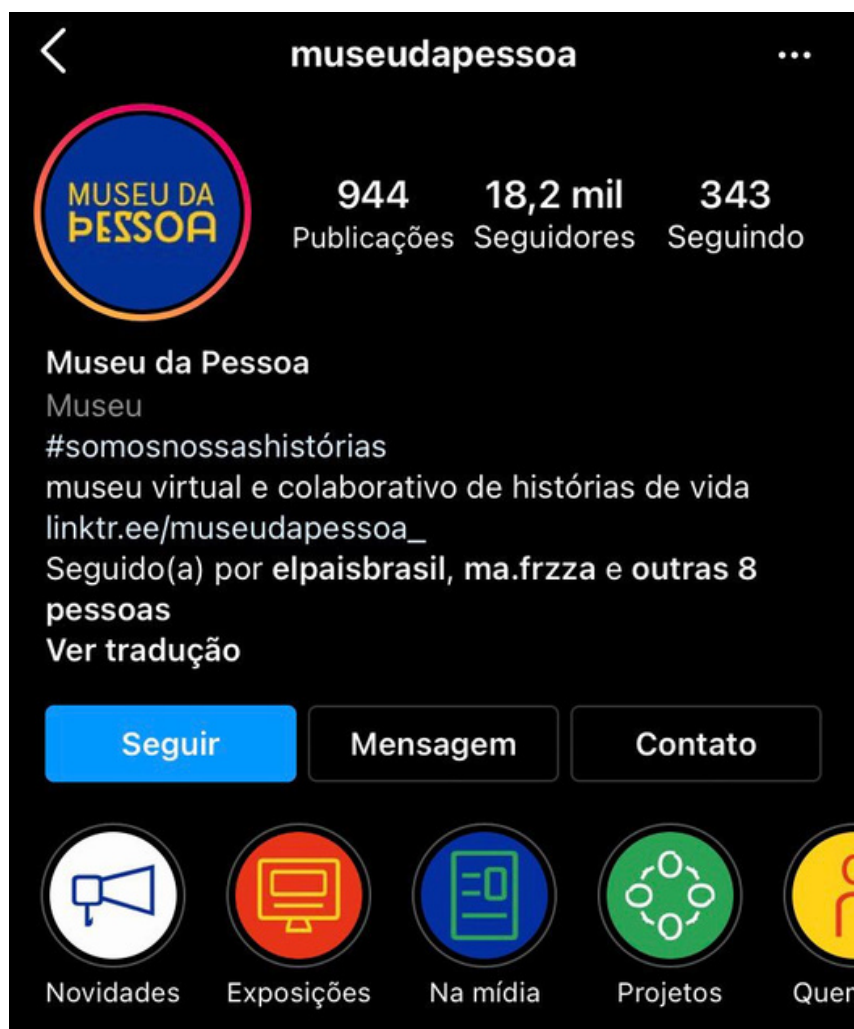 museudapessoa
MUSEU DA
PESSOA
944 18,2 mil 343
Publicações Seguidores Seguindo
Museu da Pessoa
Museu
#somosnossashistórias
museu virtual e colaborativo de histórias de vida
linktr.ee/museudapessoa_
Seguido(a) por elpaisbrasil, ma.frzza e outras 8
pessoas
Ver tradução
Seguir Mensagem Contato
Novidades Exposições Na mídia Projetos Quem